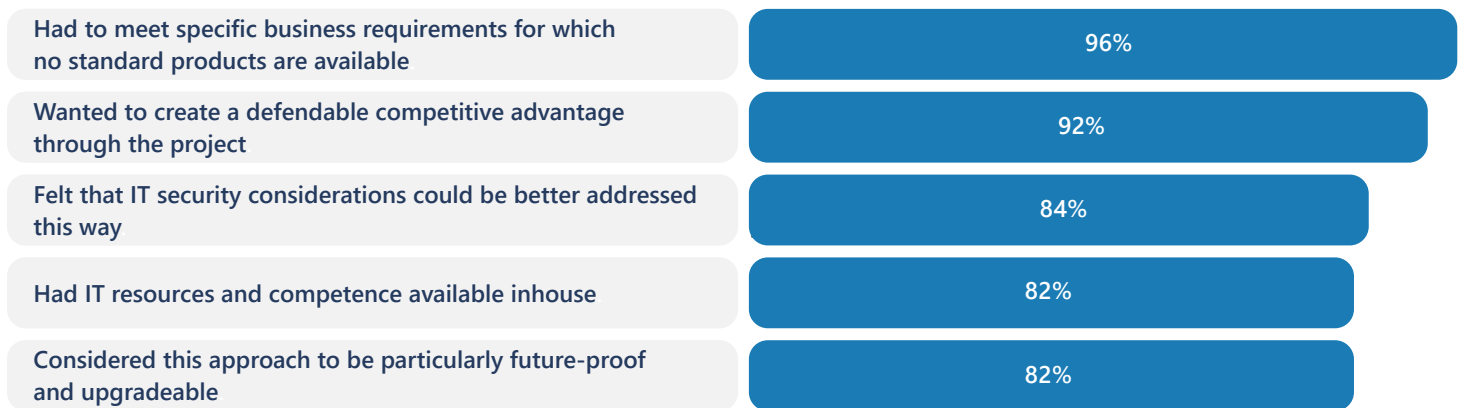 Had to meet specific business requirements for which
no standard products are available
96%
Wanted to create a defendable competitive advantage
through the project
92%
Felt that IT security considerations could be better addressed
this way
84%
Had IT resources and competence available inhouse
82%
Considered this approach to be particularly future-proof
and upgradeable
82%